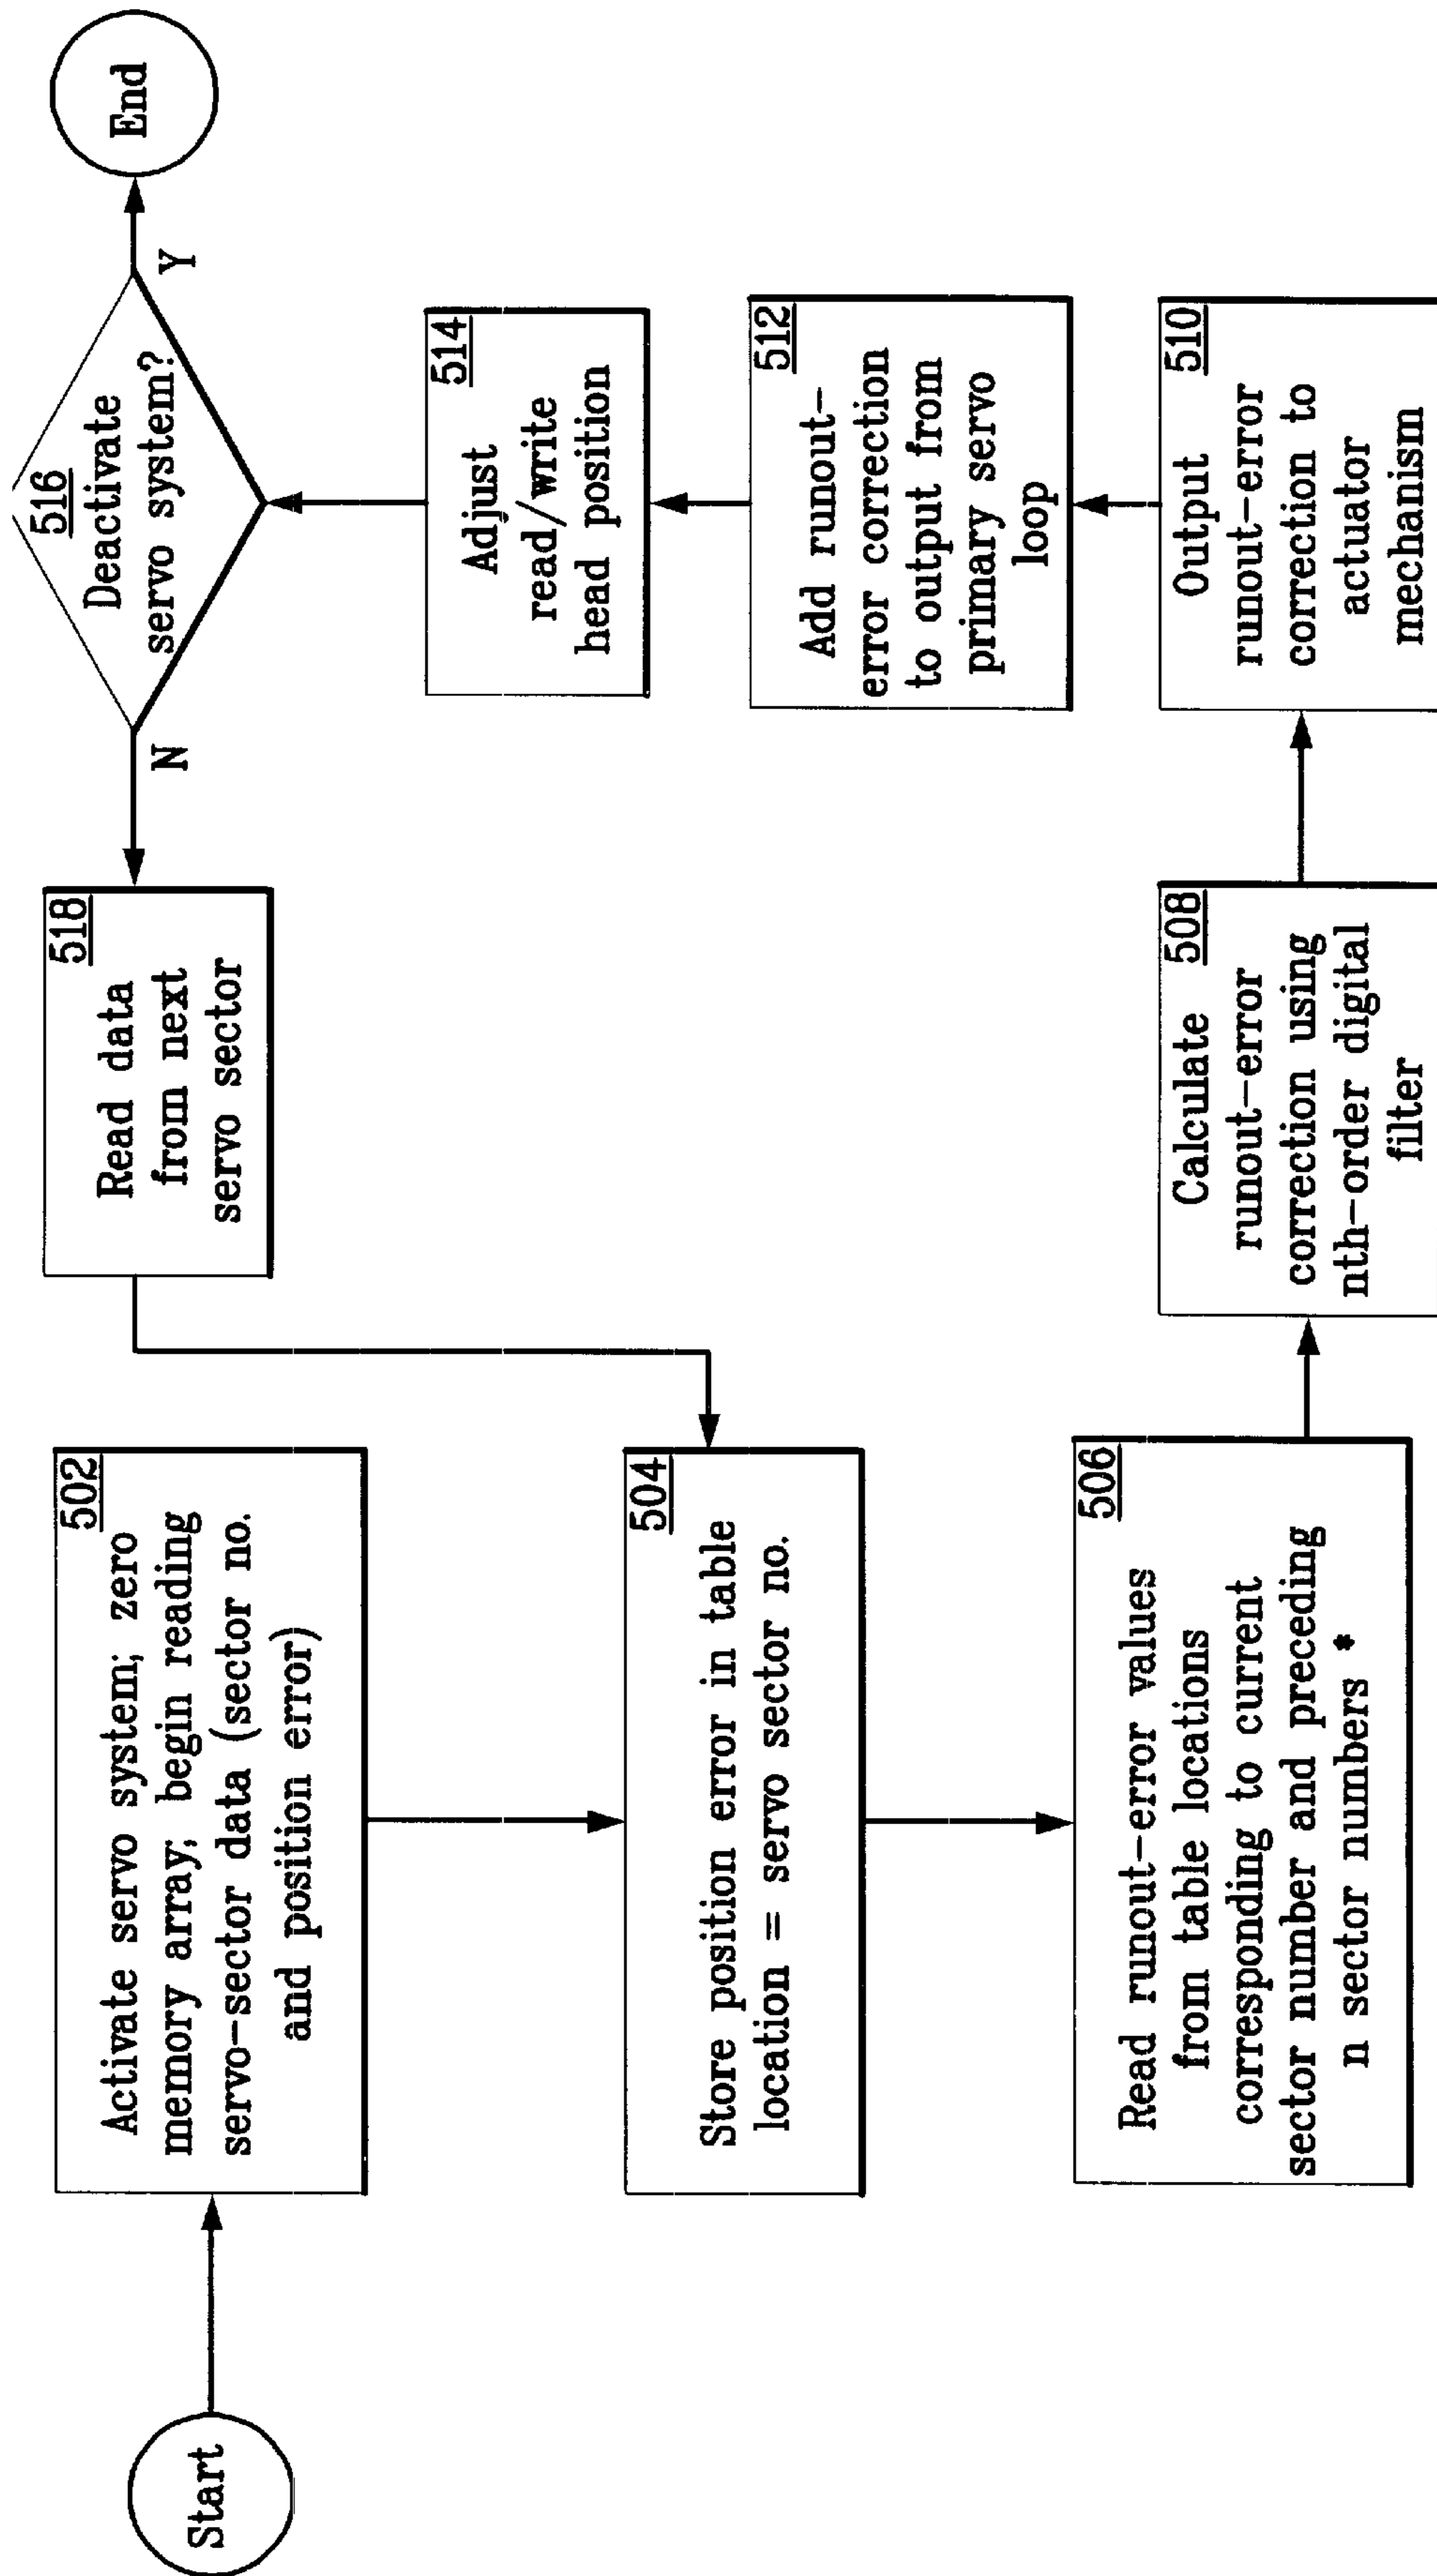 Start
502
Activate servo system; zero
memory array; begin reading
servo-sector data (sector no.
and position error)
504
Store position error in table
location = servo sector no.
506
Read runout-error values
from table locations
corresponding to current
sector number and preceding
n sector numbers *
508
Calculate
runout-error
correction using
nth-order digital
filter
510
Output
runout-error
correction to
actuator
mechanism
512
Add runout-
error correction
to output from
primary servo
loop
514
Adjust
read/write
head position
516
Deactivate
servo system?
N
Y
518
Read data
from next
servo sector
End